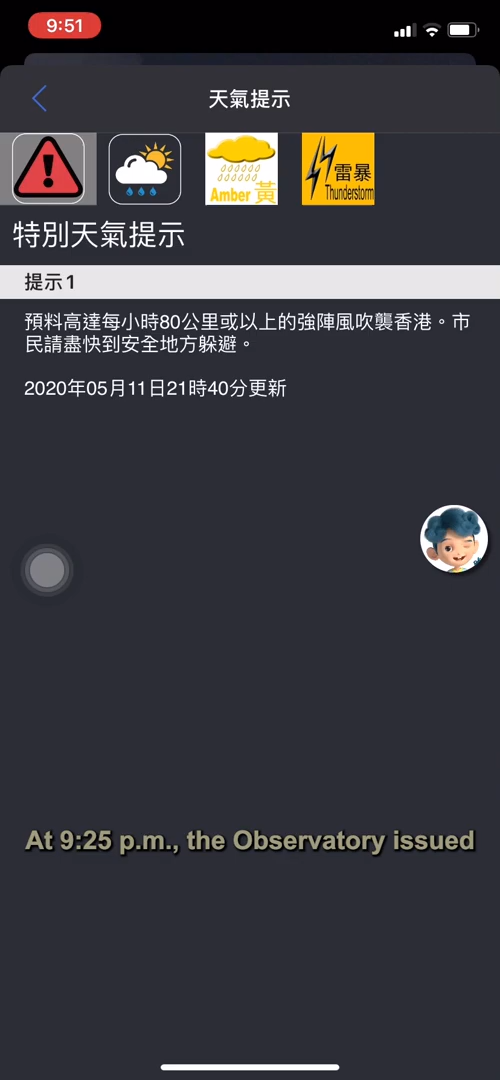 9:51
天氣提示
Amber 黃
雷暴
Thunderstorm
特別天氣提示
提示1
預料高達每小時80公里或以上的強陣風吹襲香港。市
民請盡快到安全地方躲避。
2020年05月11日21時40分更新
At 9:25 p.m., the Observatory issued